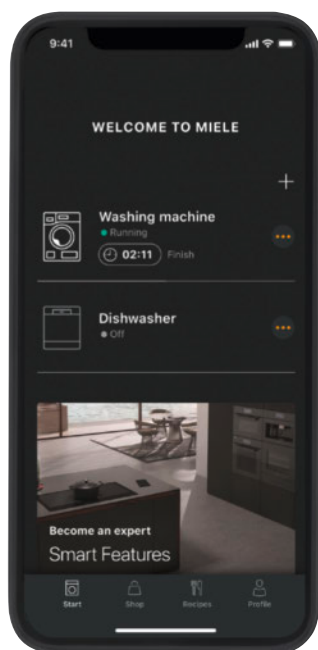 9:41
WELCOME TO MIELE
Washing machine
Running
02:11 Finish
Dishwasher
Off
Become an expert
Smart Features
Start Shop Recipes Profile